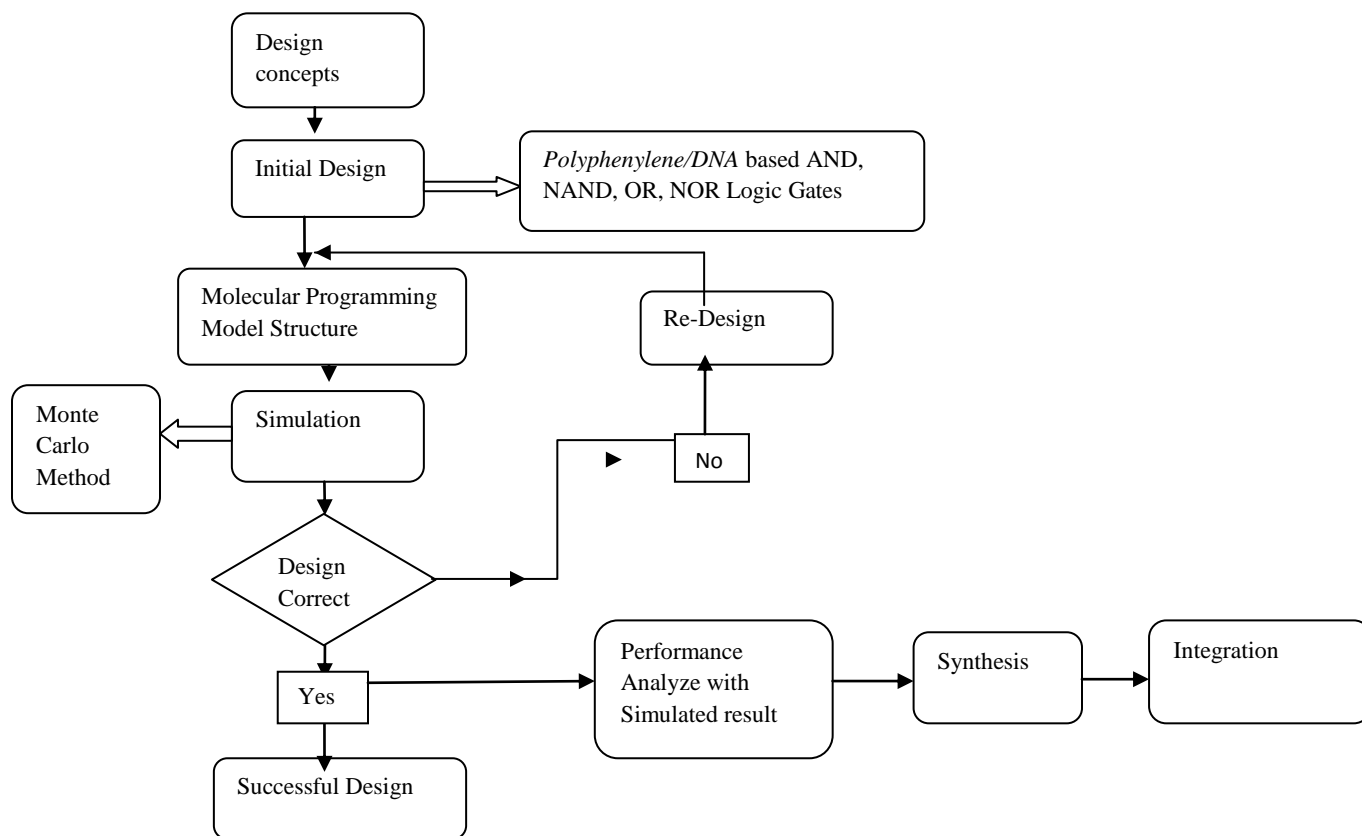 Design
concepts
Initial Design
Polyphenylene/DNA based AND,
NAND, OR, NOR Logic Gates
Molecular Programming
Model Structure
Re-Design
Monte
Carlo
Method
Simulation
No
Design
Correct
Yes
Performance
Analyze with
Simulated result
Synthesis
Integration
Successful Design